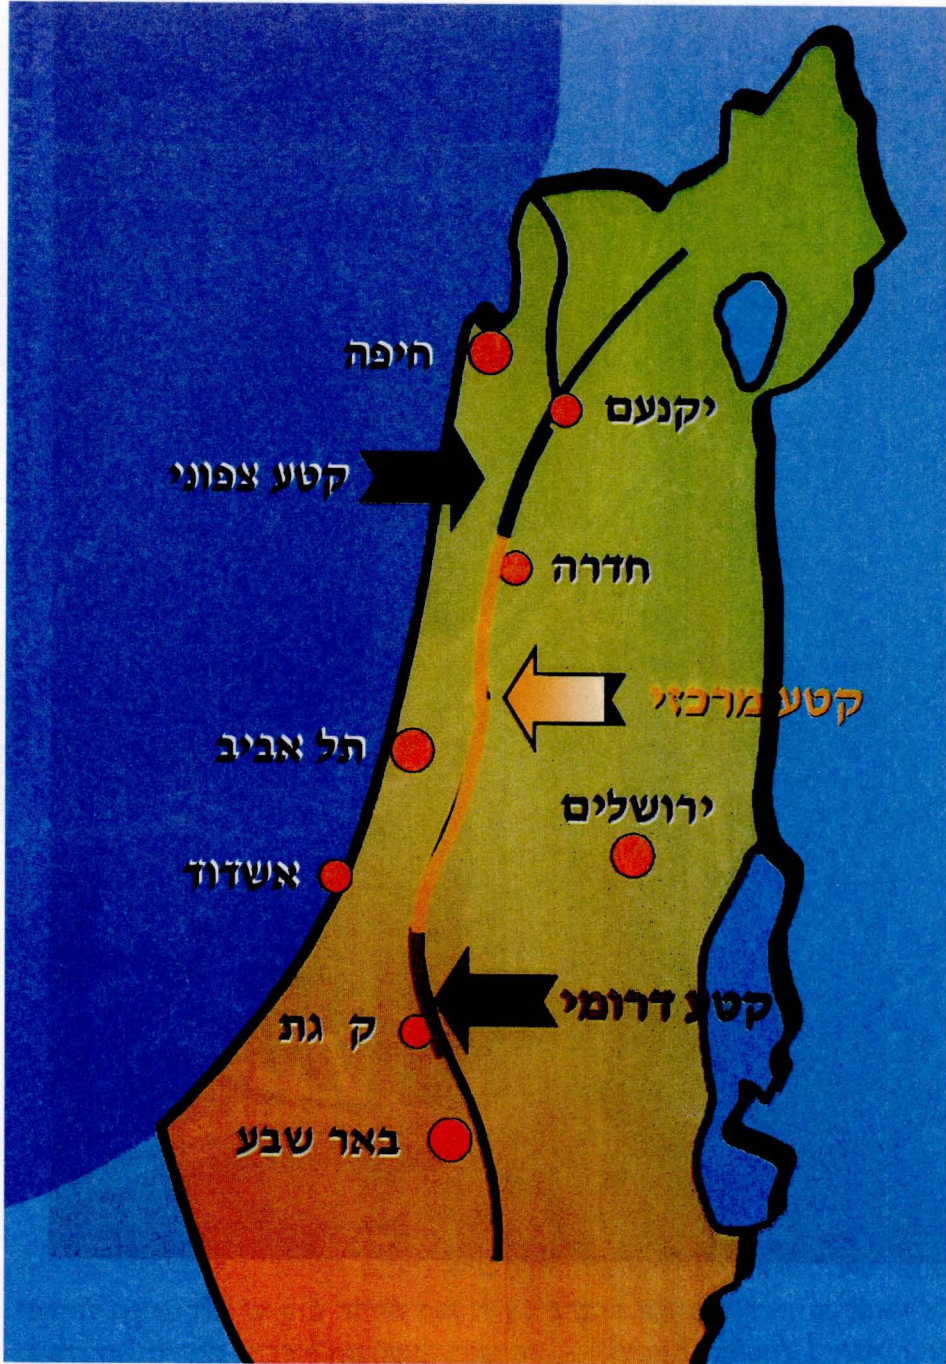 חיפה
יקנעם
קטע צפוני
חדרה
קטע מרכזי
תל אביב
ירושלים
אשדוד
קטע דרומי
ק גת
באר שבע